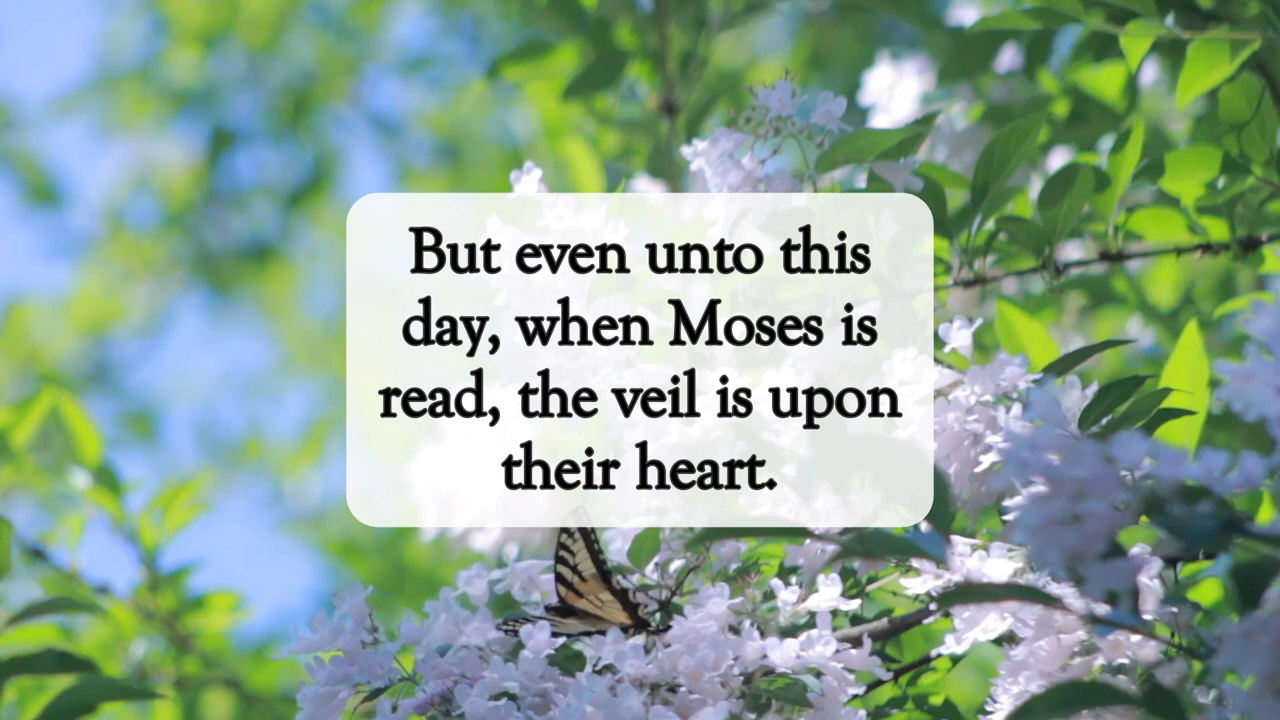 But even unto this
day, when Moses is
read, the veil is upon
their heart.